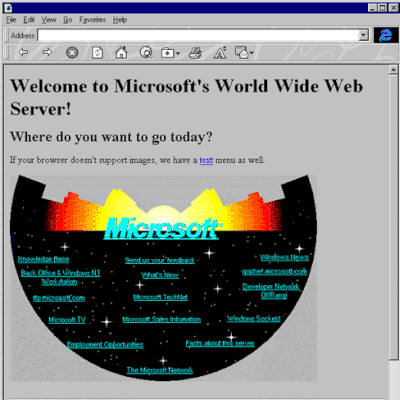 File Edit View Go Favorites Help
Address
Welcome to Microsoft's World Wide Web
Server!
Where do you want to go today?
If your browser doesn't support images, we have a text menu as well.
Microsoft
Knowledge Base
Send us your feedback
Windows News
Back Office & Windows NT
Workstation
What's New
gopher.microsoft.com
Developer Network
OffRamp
ftp.microsoft.com
Microsoft TechNet
Microsoft TV
Microsoft Sales Information
Windows Sockets
Employment Opportunities
Facts about this server
The Microsoft Network